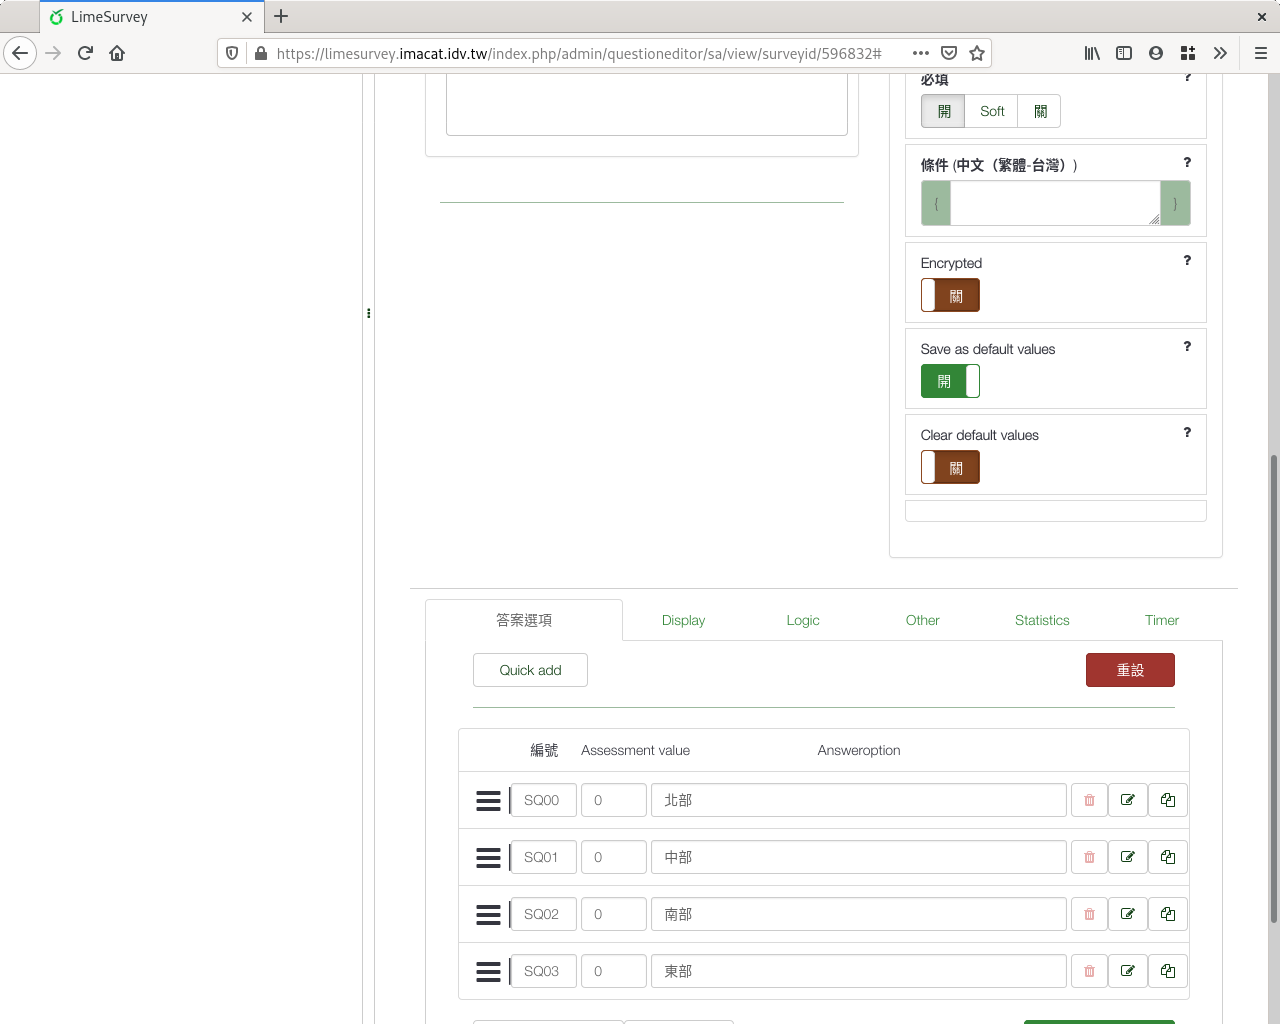 LimeSurvey
https://limesurvey.imacat.idv.tw/index.php/admin/questioneditor/sa/view/surveyid/596832#
必填 ?
開 Soft 關
條件 (中文（繁體-台灣）) ?
{ }
Encrypted ?
關
Save as default values ?
開
Clear default values ?
關
答案選項 Display Logic Other Statistics Timer
Quick add 重設
編號 Assessment value Answeroption
SQ00 0 北部
SQ01 0 中部
SQ02 0 南部
SQ03 0 東部